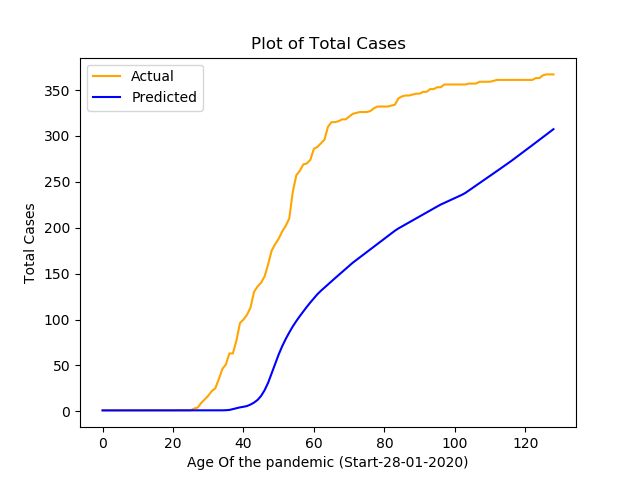 Plot of Total Cases
Actual
Predicted
350
300
250
200
150
100
50
0
Total Cases
0 20 40 60 80 100 120
Age Of the pandemic (Start-28-01-2020)